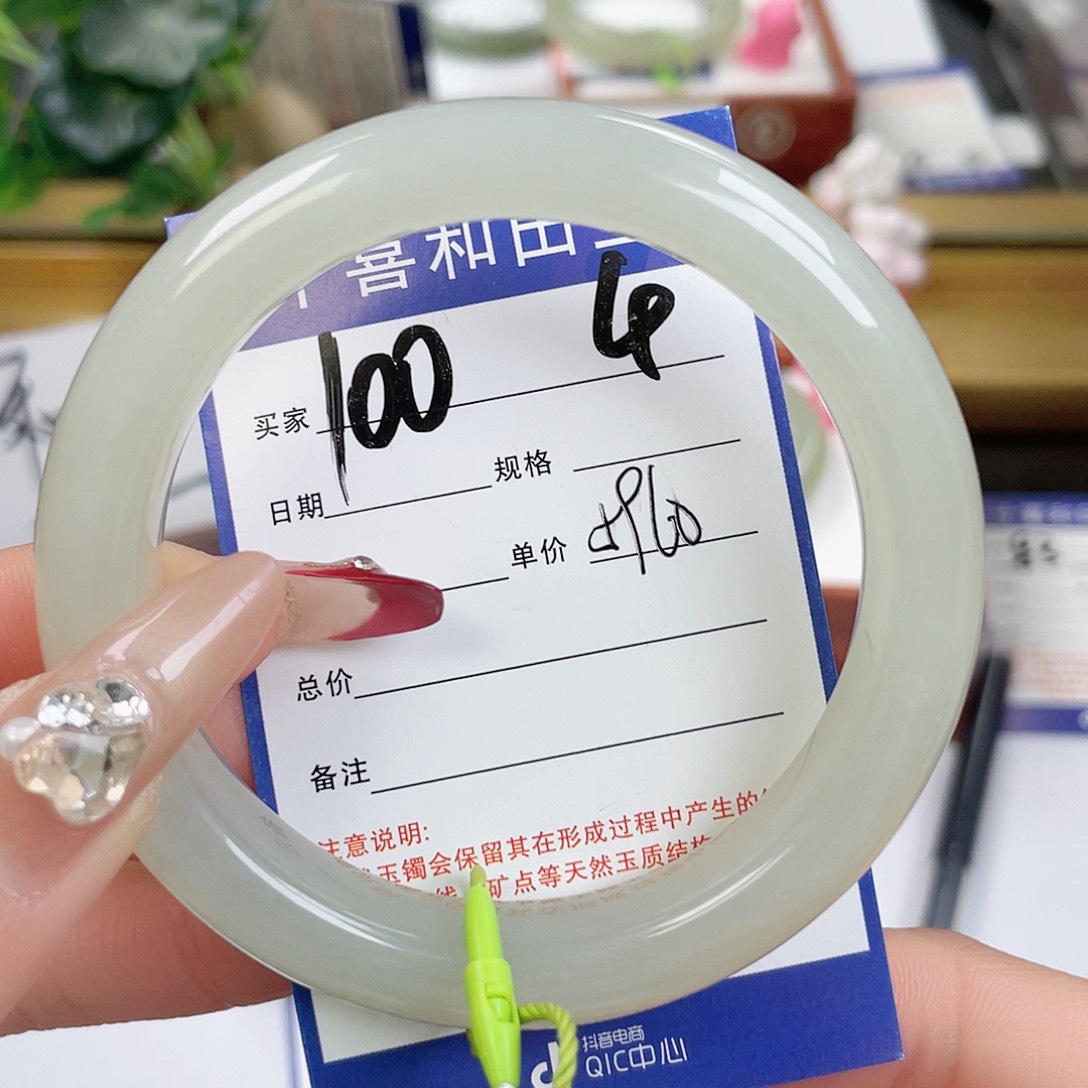 喜和田
100
买家
日期
规格
单价
总价
备注
注意说明:
玉镯会保留其在形成过程中产生的
矿点等天然玉质结构
抖音电商
QIC中心